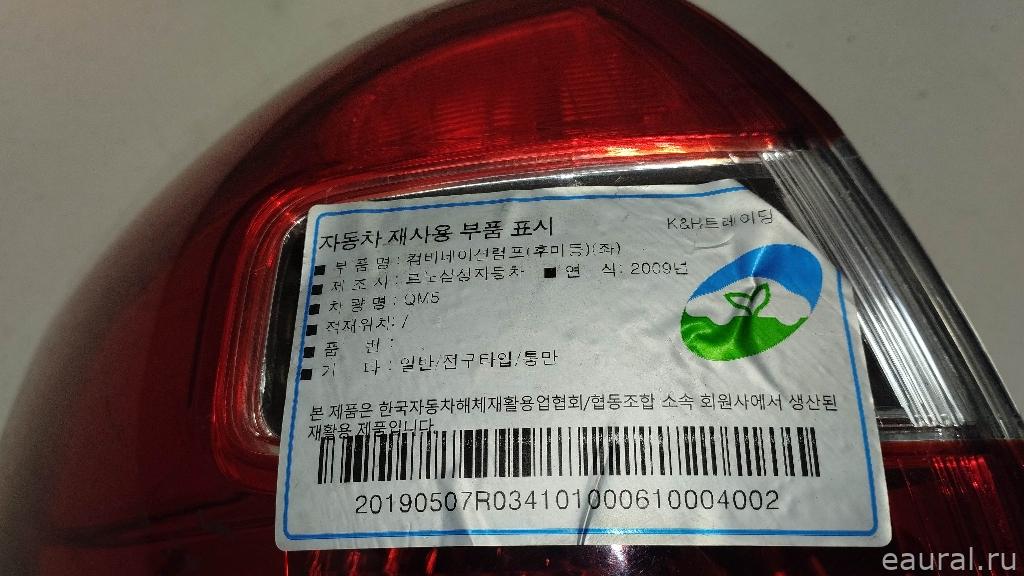 자동차 재사용 부품 표시
K&B트레이딩
■ 부 품 명 : 컴비네이션램프(후미등)(좌)
■ 제 조 사 : 르노삼성자동차 ■ 연 식 : 2009년
■ 차 량 명 : QM5
■ 적재위치 : /
■ 품 번 :
■ 기 타 : 일반/전구타입/통만
본 제품은 한국자동차해체재활용업협회/협동조합 소속 회원사에서 생산된
재활용 제품입니다.
20190507R034101000610004002
eaural.ru